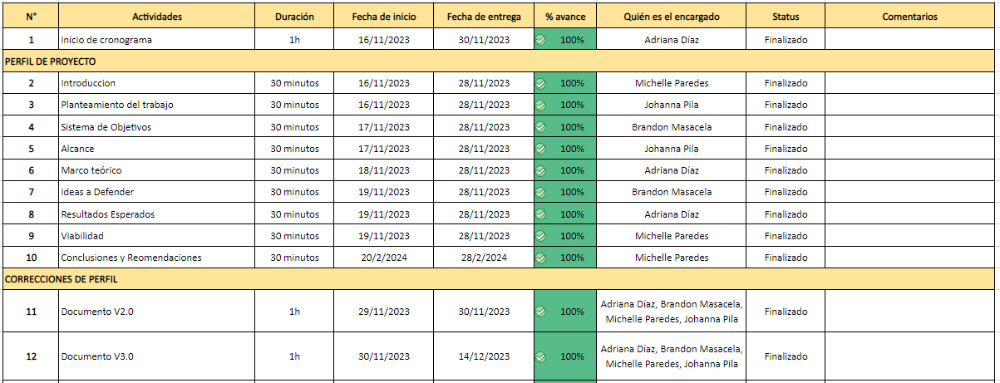 N° Actividades Duración Fecha de inicio Fecha de entrega % avance Quién es el encargado Status Comentarios
1 Inicio de cronograma 1h 16/11/2023 30/11/2023 100% Adriana Díaz Finalizado
PERFIL DE PROYECTO
2 Introduccion 30 minutos 16/11/2023 28/11/2023 100% Michelle Paredes Finalizado
3 Planteamiento del trabajo 30 minutos 16/11/2023 28/11/2023 100% Johanna Pila Finalizado
4 Sistema de Objetivos 30 minutos 17/11/2023 28/11/2023 100% Brandon Masacela Finalizado
5 Alcance 30 minutos 17/11/2023 28/11/2023 100% Johanna Pila Finalizado
6 Marco teórico 30 minutos 18/11/2023 28/11/2023 100% Adriana Díaz Finalizado
7 Ideas a Defender 30 minutos 19/11/2023 28/11/2023 100% Brandon Masacela Finalizado
8 Resultados Esperados 30 minutos 19/11/2023 28/11/2023 100% Adriana Díaz Finalizado
9 Viabilidad 30 minutos 19/11/2023 28/11/2023 100% Michelle Paredes Finalizado
10 Conclusiones y Reomendaciones 30 minutos 20/2/2024 28/2/2024 100% Michelle Paredes Finalizado
CORRECCIONES DE PERFIL
11 Documento V2.0 1h 29/11/2023 30/11/2023 100% Adriana Díaz, Brandon Masacela, Finalizado
Michelle Paredes, Johanna Pila
12 Documento V3.0 1h 30/11/2023 14/12/2023 100% Adriana Díaz, Brandon Masacela, Finalizado
Michelle Paredes, Johanna Pila